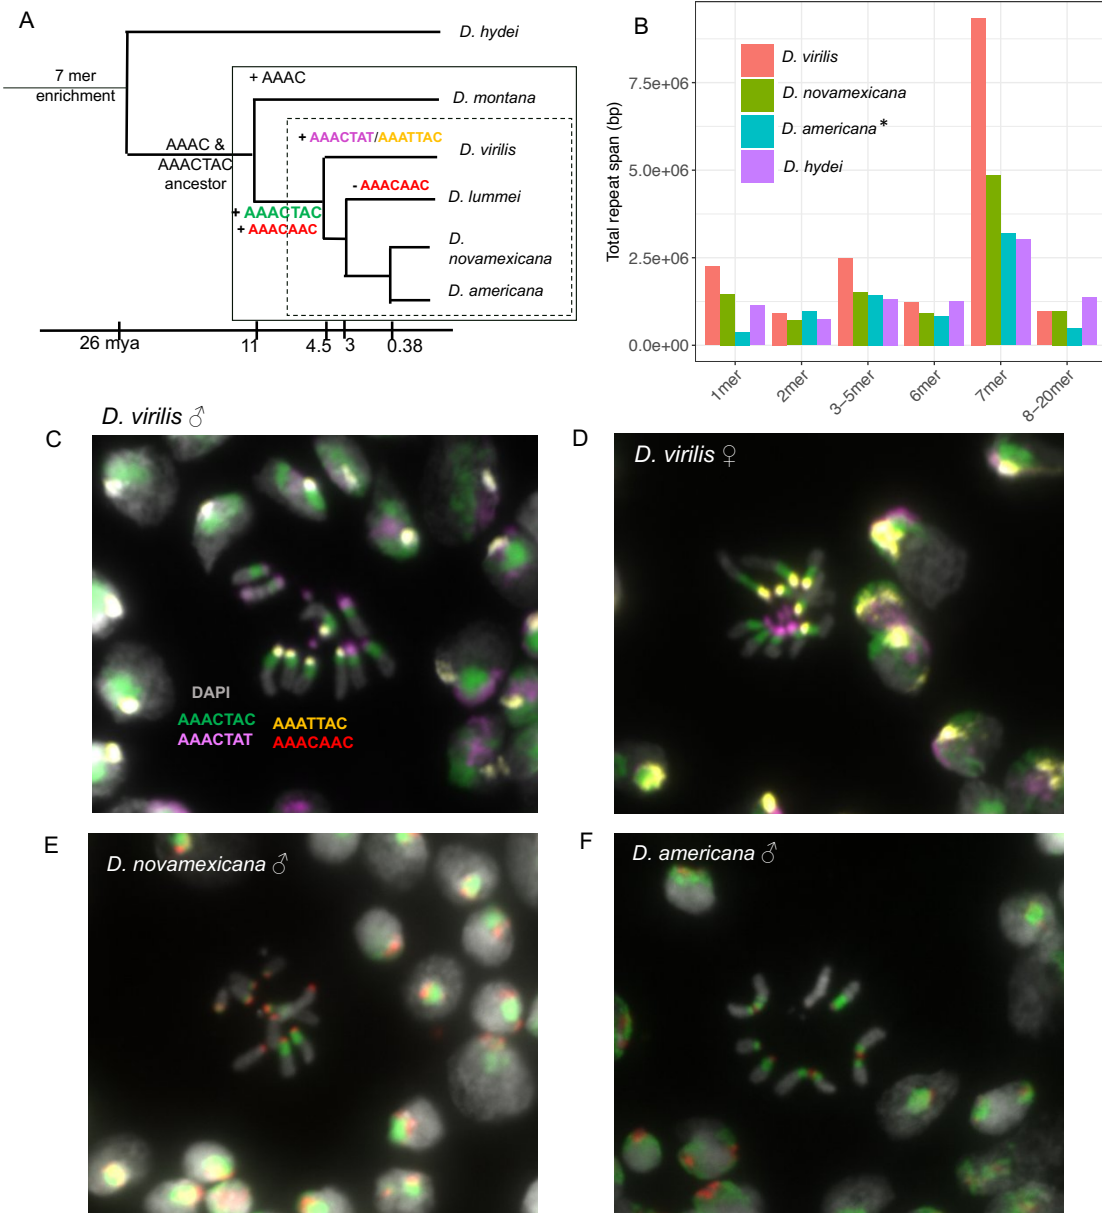 A
D. hydei
7 mer
enrichment
+ AAAC
D. montana
AAAC &
AAACTAC
ancestor
+ AAACTAT/AAATTAC
D. virilis
- AAACAAC
D. lummei
+ AAACTAC
+ AAACAAC
D.
novamexicana
D. americana
26 mya
11
4.5
3
0.38
B
Total repeat span (bp)
7.5e+06
5.0e+06
2.5e+06
0.0e+00
D. virilis
D. novamexicana
D. americana*
D. hydei
1mer
2mer
3–5mer
6mer
7mer
8–20mer
C
D. virilis ♂
DAPI
AAACTAC
AAACTAT
AAATTAC
AAACAAC
D
D. virilis ♀
E
D. novamexicana ♂
F
D. americana ♂